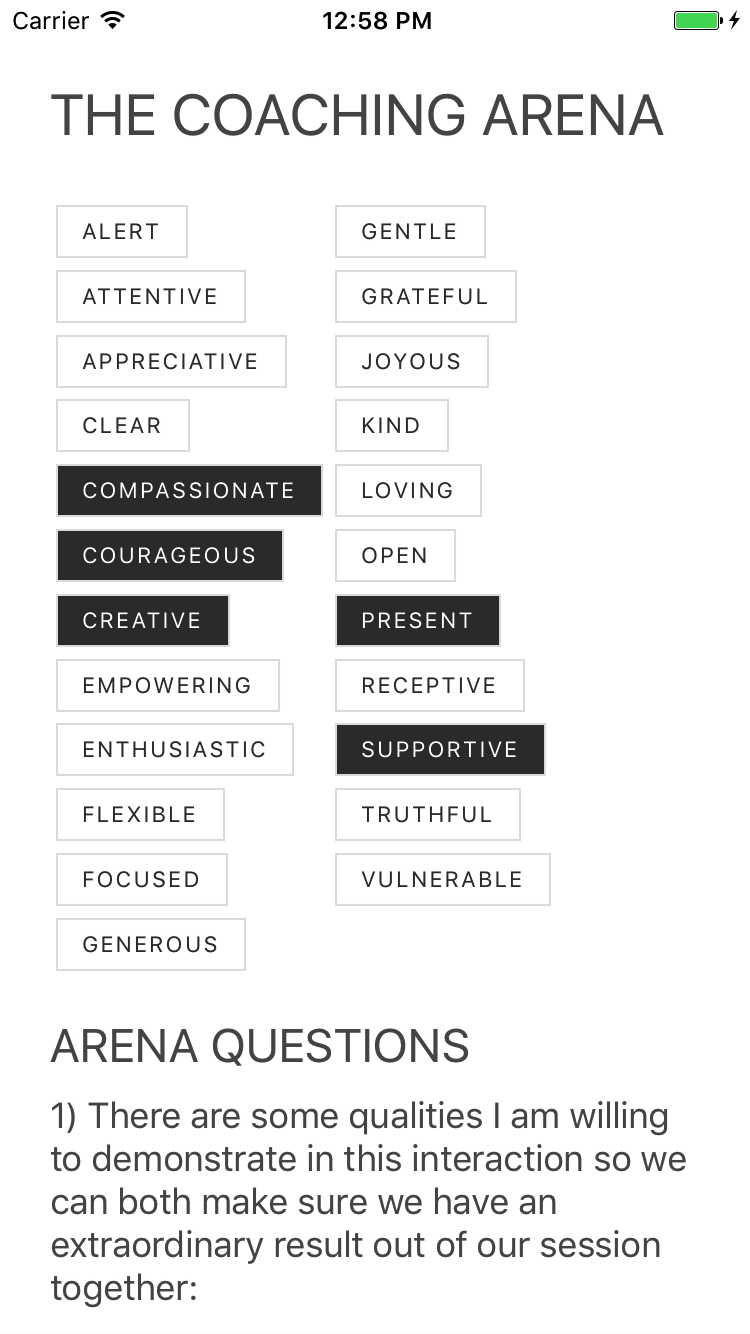 Carrier 12:58 PM
THE COACHING ARENA
ALERT
ATTENTIVE
APPRECIATIVE
CLEAR
COMPASSIONATE
COURAGEOUS
CREATIVE
EMPOWERING
ENTHUSIASTIC
FLEXIBLE
FOCUSED
GENEROUS
GENTLE
GRATEFUL
JOYOUS
KIND
LOVING
OPEN
PRESENT
RECEPTIVE
SUPPORTIVE
TRUTHFUL
VULNERABLE
ARENA QUESTIONS
1) There are some qualities I am willing
to demonstrate in this interaction so we
can both make sure we have an
extraordinary result out of our session
together: